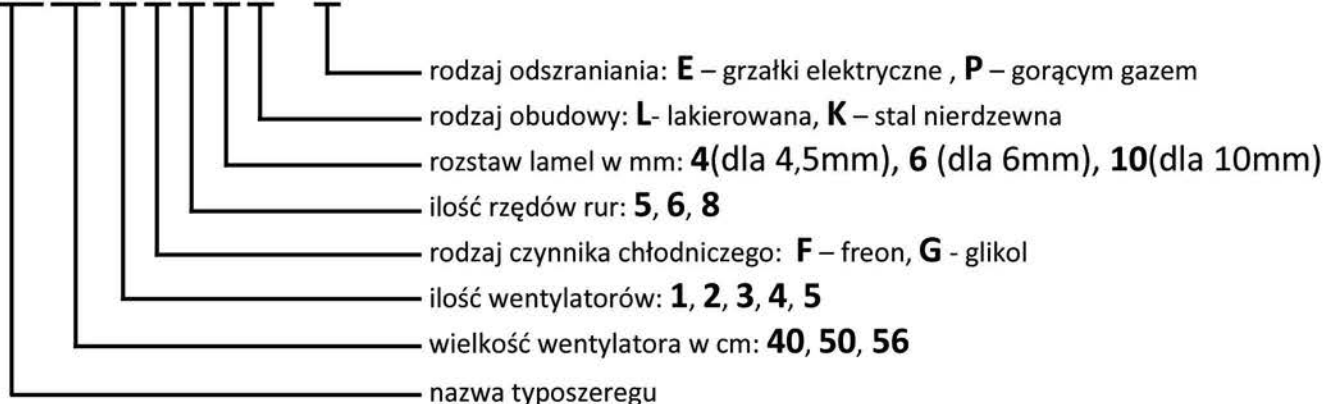 rodzaj odszraniania: E – grzałki elektryczne , P – gorącym gazem
rodzaj obudowy: L- lakierowana, K – stal nierdzewna
rozstaw lamel w mm: 4(dla 4,5mm), 6 (dla 6mm), 10(dla 10mm)
ilość rzędów rur: 5, 6, 8
rodzaj czynnika chłodniczego: F – freon, G - glikol
ilość wentylatorów: 1, 2, 3, 4, 5
wielkość wentylatora w cm: 40, 50, 56
nazwa typoszeregu